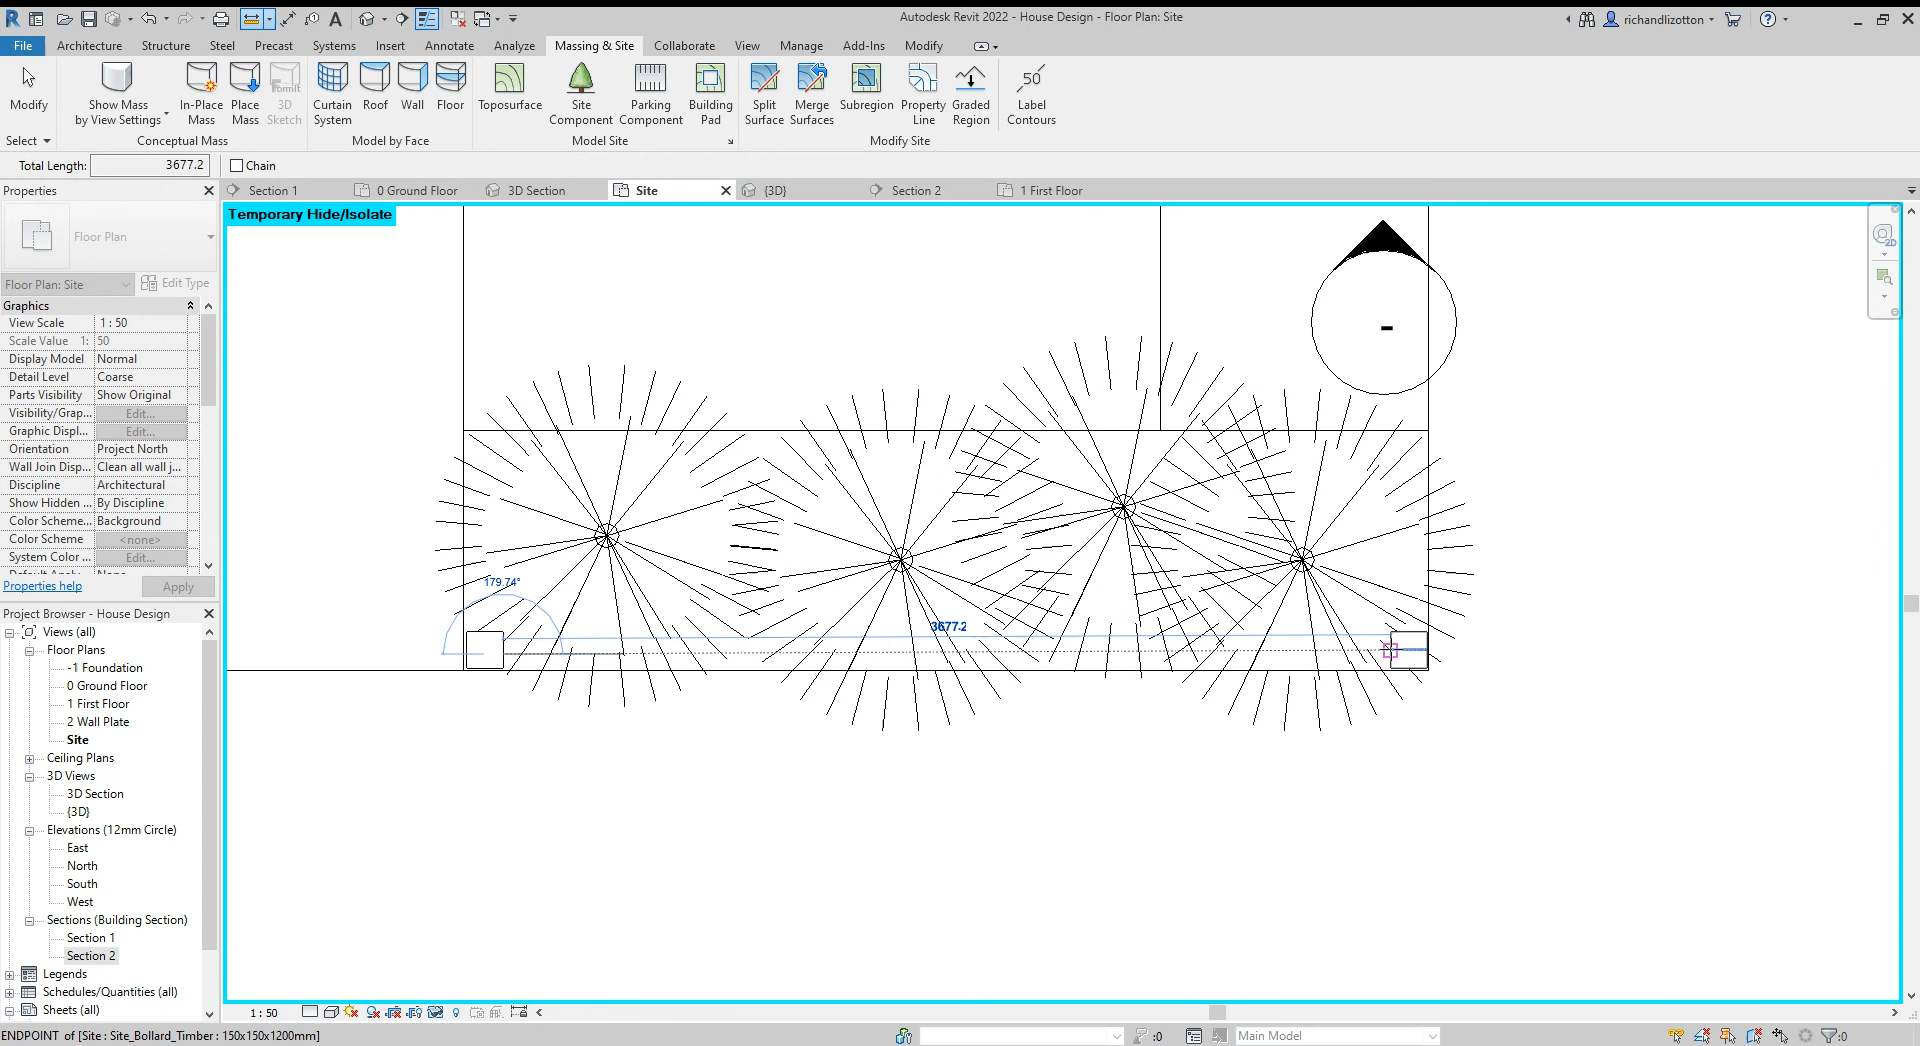 Autodesk Revit 2022 - House Design - Floor Plan: Site
richandlizotton
File Architecture Structure Steel Precast Systems Insert Annotate Analyze Massing & Site Collaborate View Manage Add-Ins Modify
Modify
Show Mass
by View Settings
In-Place
Mass
Place
Mass
3D
Sketch
Curtain
System
Roof
Wall
Floor
Toposurface
Site
Component
Parking
Component
Building
Pad
Split
Surface
Merge
Surfaces
Subregion
Property
Line
Graded
Region
50
Label
Contours
Select
Conceptual Mass
Model by Face
Model Site
Modify Site
Total Length: 3677.2
Chain
Properties
Section 1
0 Ground Floor
3D Section
Site
{3D}
Section 2
1 First Floor
Temporary Hide/Isolate
2D
Floor Plan
Floor Plan: Site
Edit Type
Graphics
View Scale 1 : 50
Scale Value 1: 50
Display Model Normal
Detail Level Coarse
Parts Visibility Show Original
Visibility/Grap... Edit...
Graphic Displ... Edit...
Orientation Project North
Wall Join Disp... Clean all wall j...
Discipline Architectural
Show Hidden ... By Discipline
Color Scheme... Background
Color Scheme <none>
System Color ... Edit...
Properties help
Apply
179.74°
3677.2
Project Browser - House Design
Views (all)
Floor Plans
-1 Foundation
0 Ground Floor
1 First Floor
2 Wall Plate
Site
Ceiling Plans
3D Views
3D Section
{3D}
Elevations (12mm Circle)
East
North
South
West
Sections (Building Section)
Section 1
Section 2
Legends
Schedules/Quantities (all)
Sheets (all)
1 : 50
ENDPOINT of [Site : Site_Bollard_Timber : 150x150x1200mm]
:0
Main Model
:0